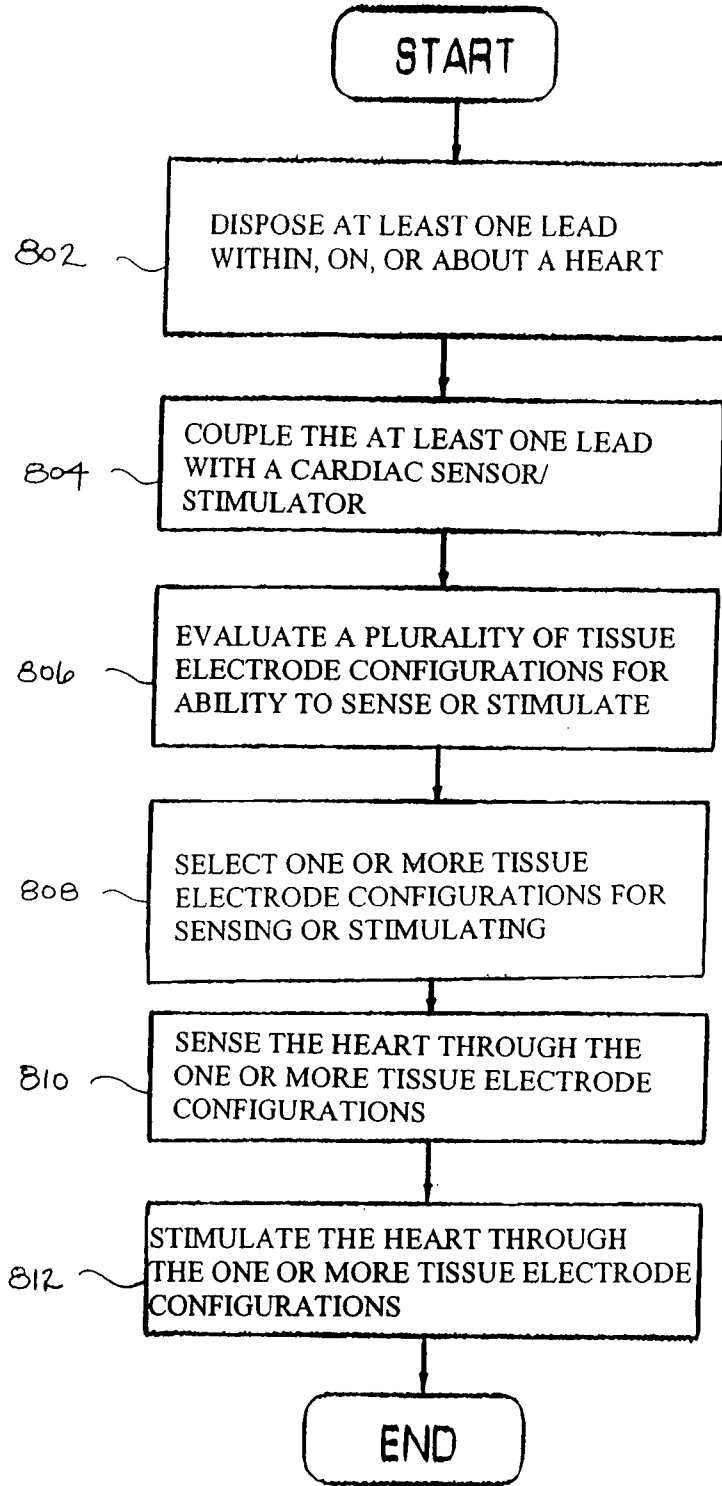 START
802
DISPOSE AT LEAST ONE LEAD
WITHIN, ON, OR ABOUT A HEART
804
COUPLE THE AT LEAST ONE LEAD
WITH A CARDIAC SENSOR/
STIMULATOR
806
EVALUATE A PLURALITY OF TISSUE
ELECTRODE CONFIGURATIONS FOR
ABILITY TO SENSE OR STIMULATE
808
SELECT ONE OR MORE TISSUE
ELECTRODE CONFIGURATIONS FOR
SENSING OR STIMULATING
810
SENSE THE HEART THROUGH THE
ONE OR MORE TISSUE ELECTRODE
CONFIGURATIONS
812
STIMULATE THE HEART THROUGH
THE ONE OR MORE TISSUE ELECTRODE
CONFIGURATIONS
END